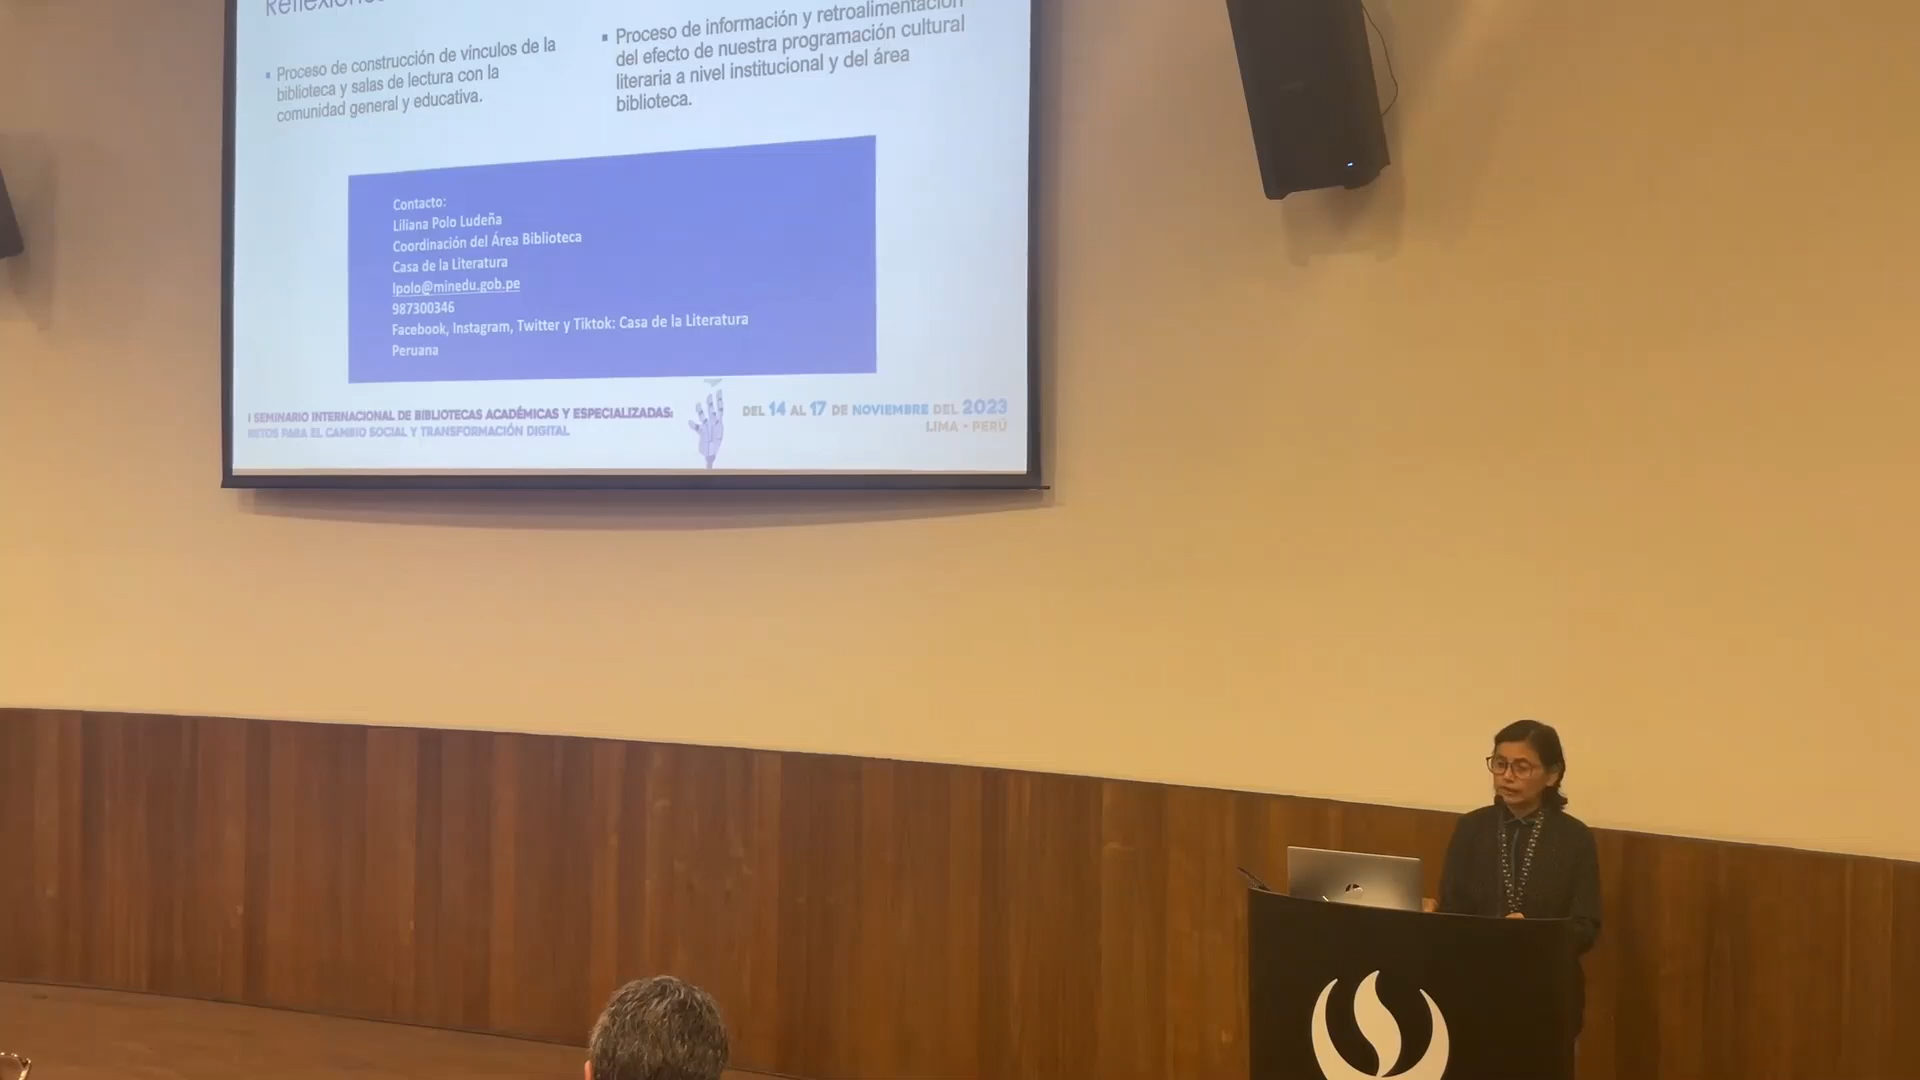 Proceso de construcción de vínculos de la
biblioteca y salas de lectura con la
comunidad general y educativa.
Proceso de información y retroalimentación
del efecto de nuestra programación cultural
literaria a nivel institucional y del área
biblioteca.
Contacto:
Liliana Polo Ludeña
Coordinación del Área Biblioteca
Casa de la Literatura
lpolo@minedu.gob.pe
987300346
Facebook, Instagram, Twitter y Tiktok: Casa de la Literatura
Peruana
I SEMINARIO INTERNACIONAL DE BIBLIOTECAS ACADÉMICAS Y ESPECIALIZADAS:
RETOS PARA EL CAMBIO SOCIAL Y TRANSFORMACIÓN DIGITAL
DEL 14 AL 17 DE NOVIEMBRE DEL 2023
LIMA - PERÚ